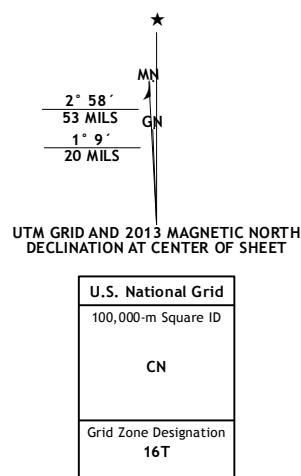 ★
MN
2° 58´
53 MILS
GN
1° 9´
20 MILS
UTM GRID AND 2013 MAGNETIC NORTH
DECLINATION AT CENTER OF SHEET
U.S. National Grid
100,000-m Square ID
CN
Grid Zone Designation
16T